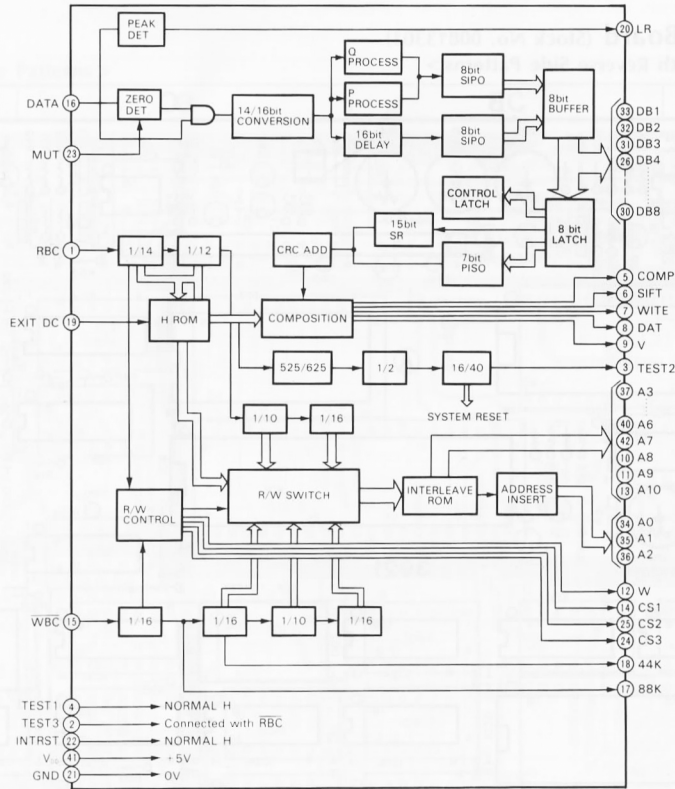 PEAK
DET
20 LR
DATA 16
ZERO
DET
14/16bit
CONVERSION
Q
PROCESS
P
PROCESS
16bit
DELAY
8bit
SIPO
8bit
SIPO
8bit
BUFFER
33 DB1
32 DB2
31 DB3
26 DB4
30 DB8
MUT 23
CONTROL
LATCH
15bit
SR
8 bit
LATCH
CRC ADD
7bit
PISO
RBC 1
1/14
1/12
5 COMP
6 SIFT
7 WITE
8 DAT
9 V
EXIT DC 19
H ROM
COMPOSITION
525/625
1/2
16/40
3 TEST2
SYSTEM RESET
1/10
1/16
37 A3
40 A6
42 A7
10 A8
11 A9
13 A10
R/W
CONTROL
R/W SWITCH
INTERLEAVE
ROM
ADDRESS
INSERT
34 A0
35 A1
36 A2
12 W
14 CS1
25 CS2
24 CS3
WBC 15
1/16
1/16
1/10
1/16
18 44K
17 88K
TEST1 4 NORMAL H
TEST3 2 Connected with RBC
INTRST 22 NORMAL H
V 41 +5V
GND 21 0V